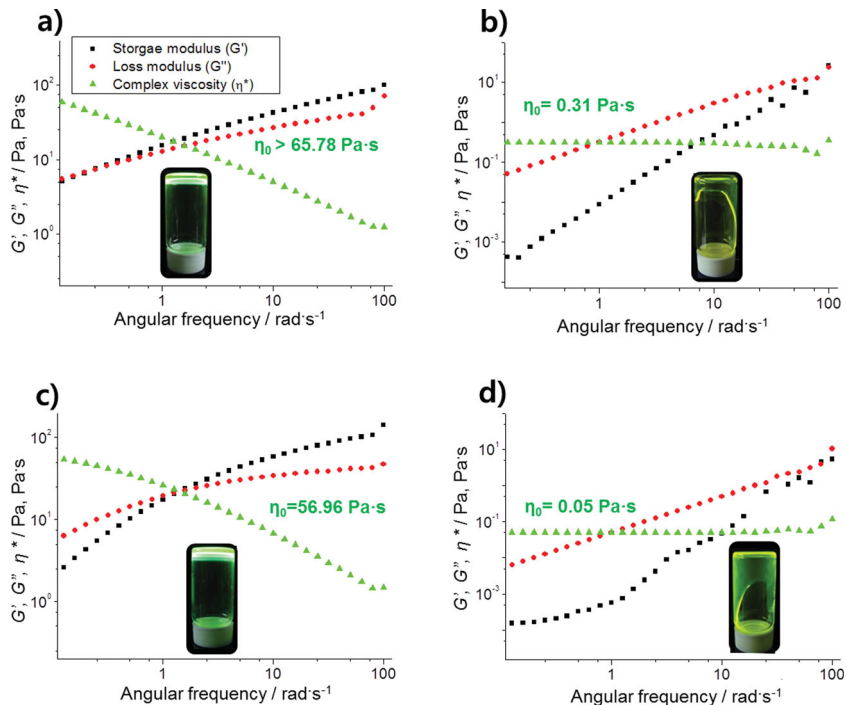 a)
Storgae modulus (G')
Loss modulus (G'')
Complex viscosity (η*)
10²
10¹
10⁰
G', G'', η* / Pa, Pa·s
η₀ > 65.78 Pa·s
1
10
100
Angular frequency / rad·s⁻¹
b)
10¹
10⁻¹
10⁻³
G', G'', η* / Pa, Pa·s
η₀= 0.31 Pa·s
1
10
100
Angular frequency / rad·s⁻¹
c)
10²
10¹
10⁰
G', G'', η* / Pa, Pa·s
η₀=56.96 Pa·s
1
10
100
Angular frequency / rad·s⁻¹
d)
10¹
10⁻¹
10⁻³
G', G'', η* / Pa, Pa·s
η₀= 0.05 Pa·s
1
10
100
Angular frequency / rad·s⁻¹